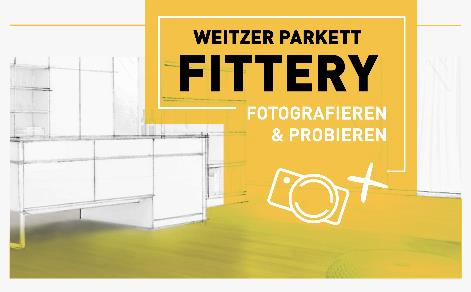 WEITZER PARKETT
FITTERY
FOTOGRAFIEREN
& PROBIEREN